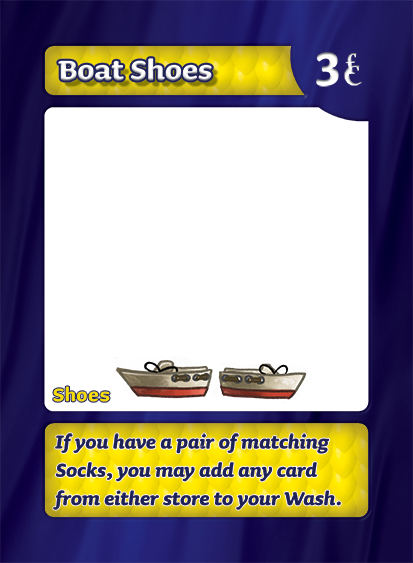 Boat Shoes
3
Shoes
If you have a pair of matching
Socks, you may add any card
from either store to your Wash.